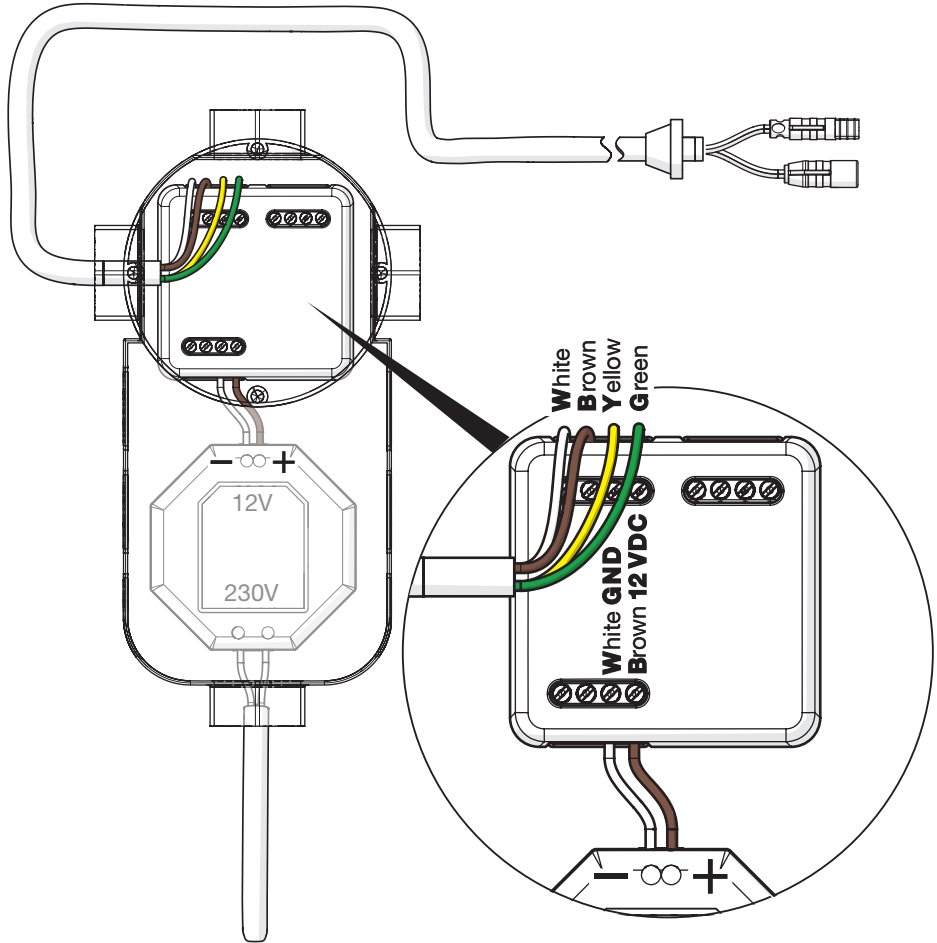 White
Brown
Yellow
Green
− +
12V
230V
White GND
Brown 12 VDC
− +